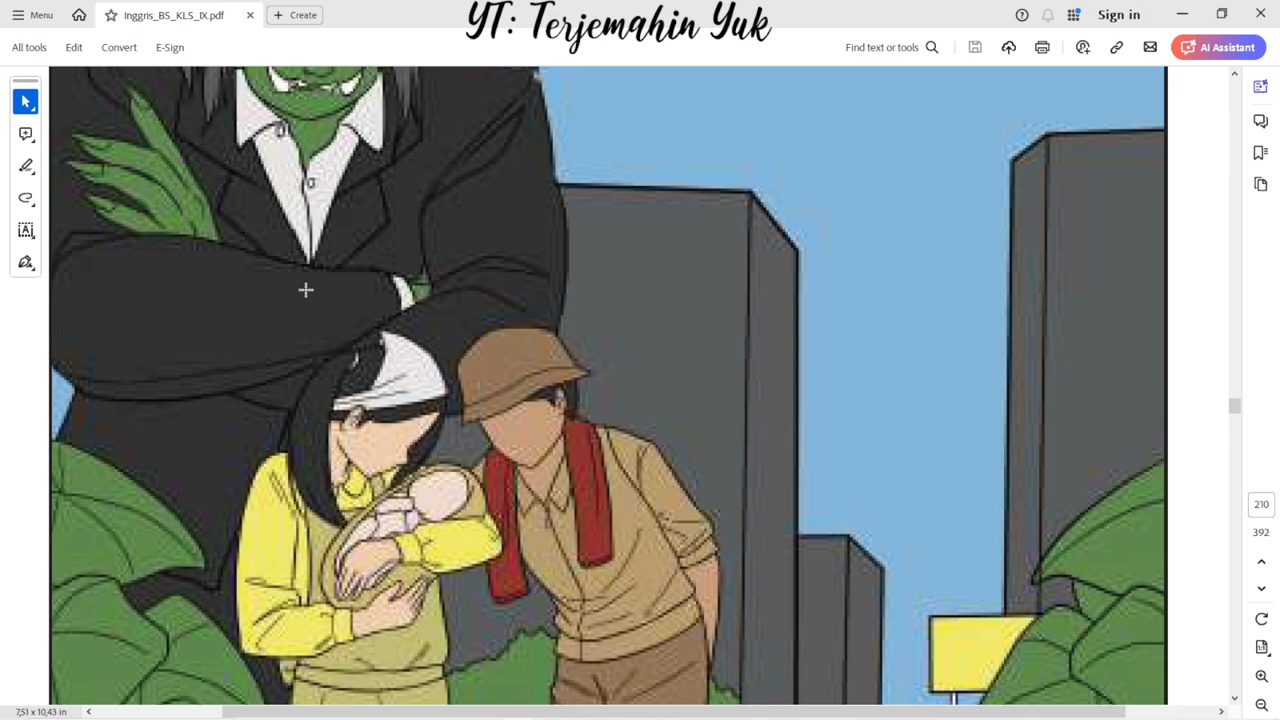 YT: Terjemahin Yuk
Menu
Inggris_BS_KLS_IX.pdf
Create
Sign in
All tools
Edit
Convert
E-Sign
Find text or tools
AI Assistant
210
392
7,51 x 10,43 in